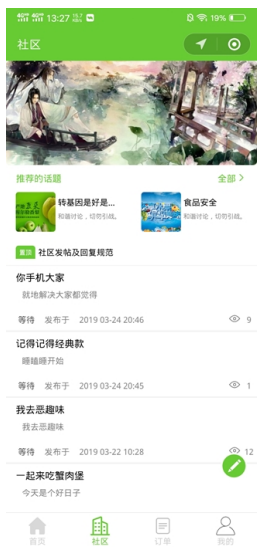 13:27
19%
社区
推荐的话题
全部
转基因是好是...
和谐讨论，切勿引战。
食品安全
和谐讨论，切勿引战。
置顶 社区发帖及回复规范
你手机大家
就地解决大家都觉得
等待 发布于 2019 03-24 20:46 9
记得记得经典款
睡瞌睡开始
等待 发布于 2019 03-24 20:45 1
我去恶趣味
我去恶趣味
等待 发布于 2019 03-22 10:28 12
一起来吃蟹肉煲
今天是个好日子
首页
社区
订单
我的